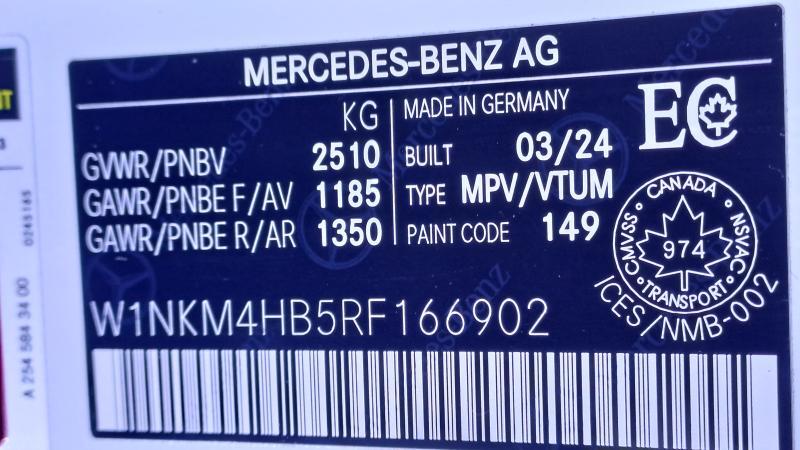 MERCEDES-BENZ AG
KG
GVWR/PNBV 2510
GAWR/PNBE F/AV 1185
GAWR/PNBE R/AR 1350
MADE IN GERMANY
BUILT 03/24
TYPE MPV/VTUM
PAINT CODE 149
EC
CANADA
CMVSS NSVAC
974
TRANSPORT
ICES/NMB-002
W1NKM4HB5RF166902
A 254 584 34 00
0245165